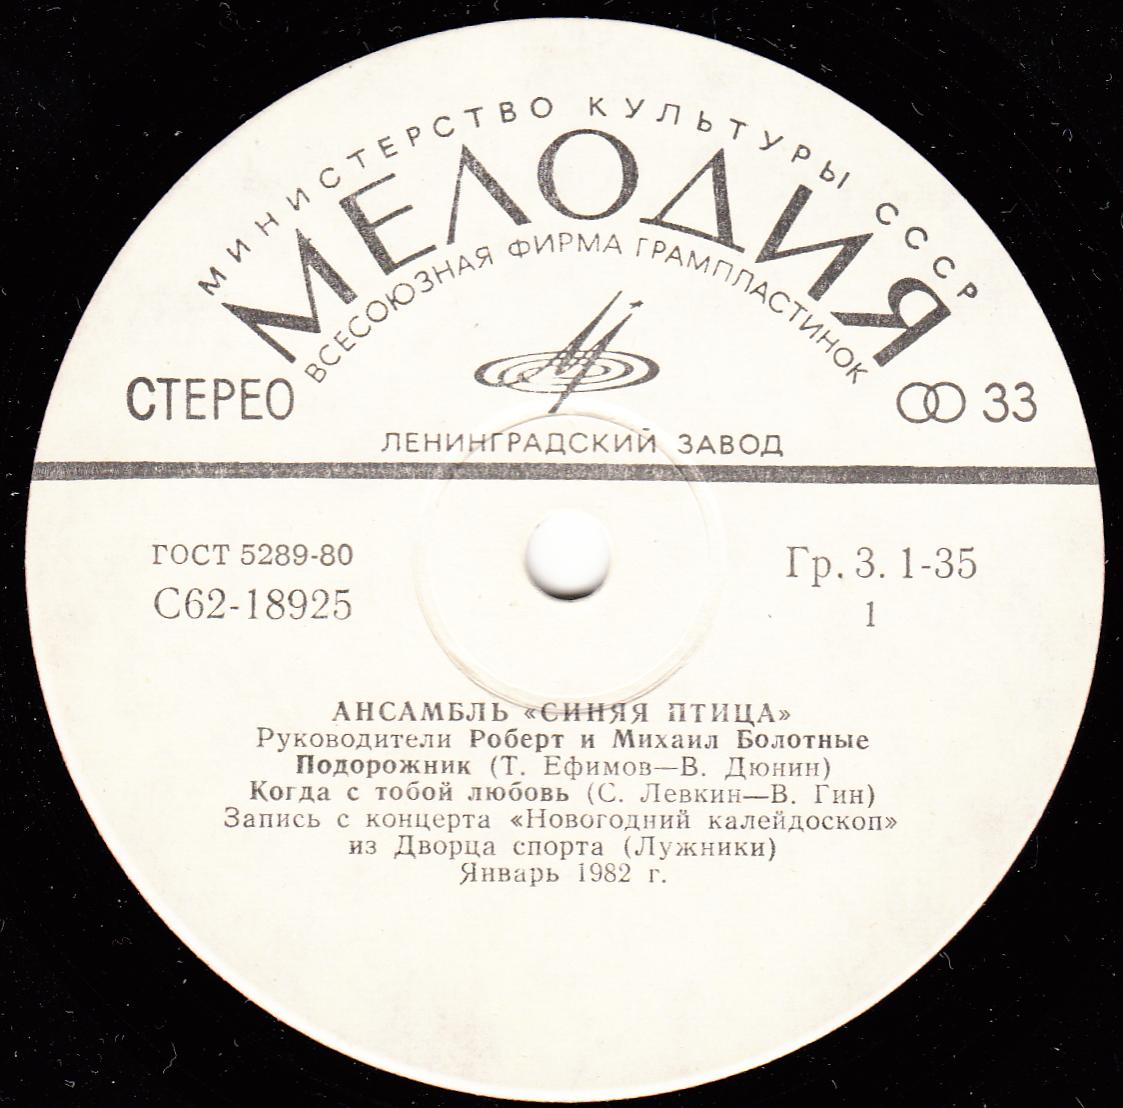 МИНИСТЕРСТВО КУЛЬТУРЫ СССР
МЕЛОДИЯ
ВСЕСОЮЗНАЯ ФИРМА ГРАМПЛАСТИНОК
СТЕРЕО
33
ЛЕНИНГРАДСКИЙ ЗАВОД
ГОСТ 5289-80
С62-18925
Гр. 3. 1-35
1
АНСАМБЛЬ «СИНЯЯ ПТИЦА»
Руководители Роберт и Михаил Болотные
Подорожник (Т. Ефимов—В. Дюнин)
Когда с тобой любовь (С. Левкин—В. Гин)
Запись с концерта «Новогодний калейдоскоп»
из Дворца спорта (Лужники)
Январь 1982 г.